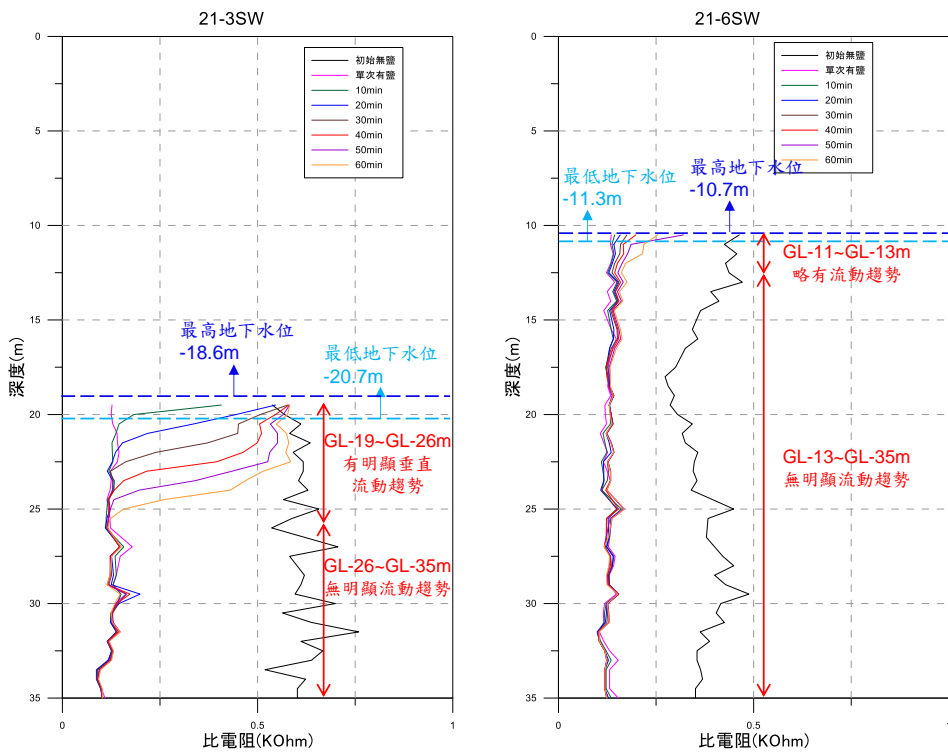 21-3SW
0
5
10
15
20
25
30
35
深度(m)
初始無鹽
單次有鹽
10min
20min
30min
40min
50min
60min
最高地下水位
-18.6m
最低地下水位
-20.7m
GL-19~GL-26m
有明顯垂直
流動趨勢
GL-26~GL-35m
無明顯流動趨勢
0
0.5
1
比電阻(KOhm)
21-6SW
0
5
10
15
20
25
30
35
深度(m)
初始無鹽
單次有鹽
10min
20min
30min
40min
50min
60min
最低地下水位
-11.3m
最高地下水位
-10.7m
GL-11~GL-13m
略有流動趨勢
GL-13~GL-35m
無明顯流動趨勢
0
0.5
1
比電阻(KOhm)